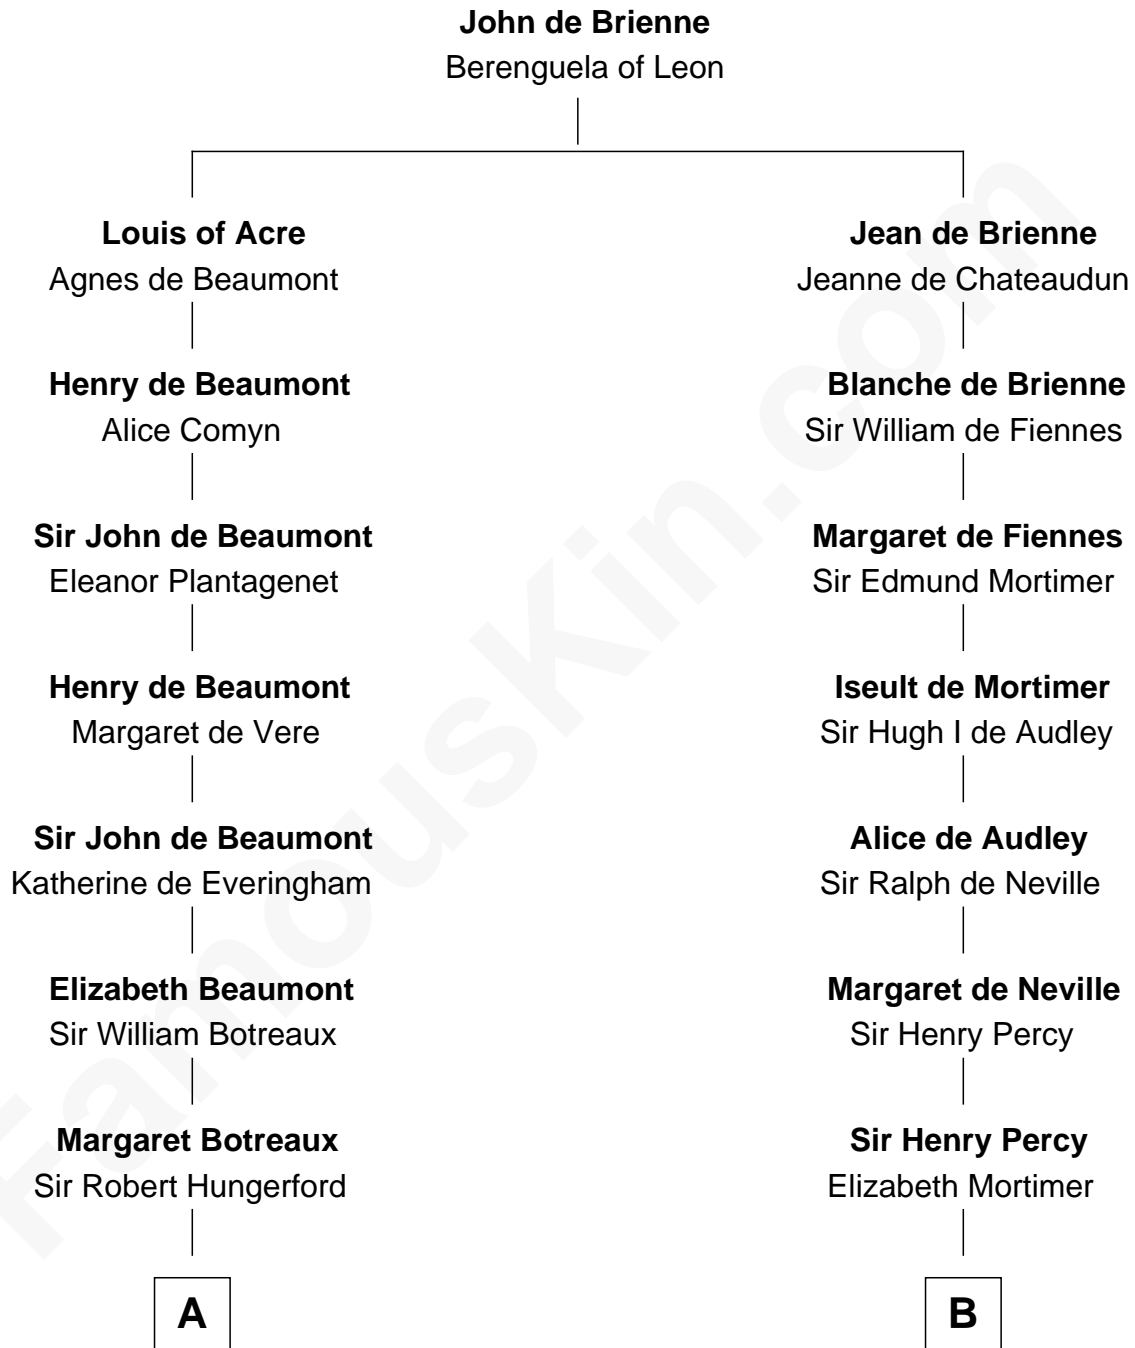 John de Brienne
Berenguela of Leon
Louis of Acre
Agnes de Beaumont
Jean de Brienne
Jeanne de Chateaudun
Henry de Beaumont
Alice Comyn
Blanche de Brienne
Sir William de Fiennes
Sir John de Beaumont
Eleanor Plantagenet
Margaret de Fiennes
Sir Edmund Mortimer
Henry de Beaumont
Margaret de Vere
Iseult de Mortimer
Sir Hugh I de Audley
Sir John de Beaumont
Katherine de Everingham
Alice de Audley
Sir Ralph de Neville
Elizabeth Beaumont
Sir William Botreaux
Margaret de Neville
Sir Henry Percy
Margaret Botreaux
Sir Robert Hungerford
Sir Henry Percy
Elizabeth Mortimer
A
B
FamousKin.com